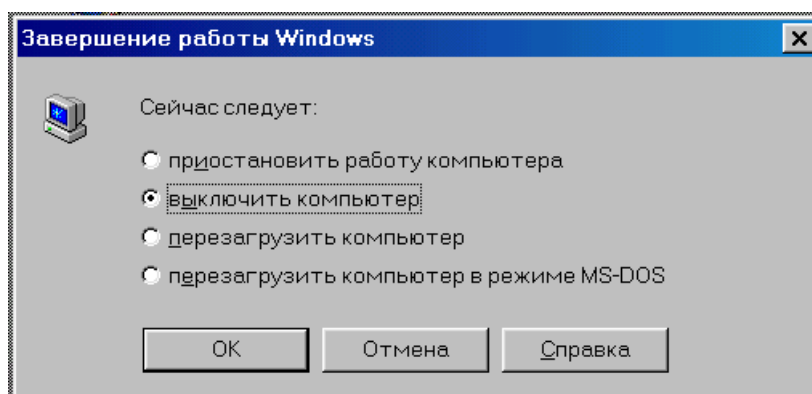 Завершение работы Windows
Сейчас следует:
приостановить работу компьютера
выключить компьютер
перезагрузить компьютер
перезагрузить компьютер в режиме MS-DOS
OK Отмена Справка